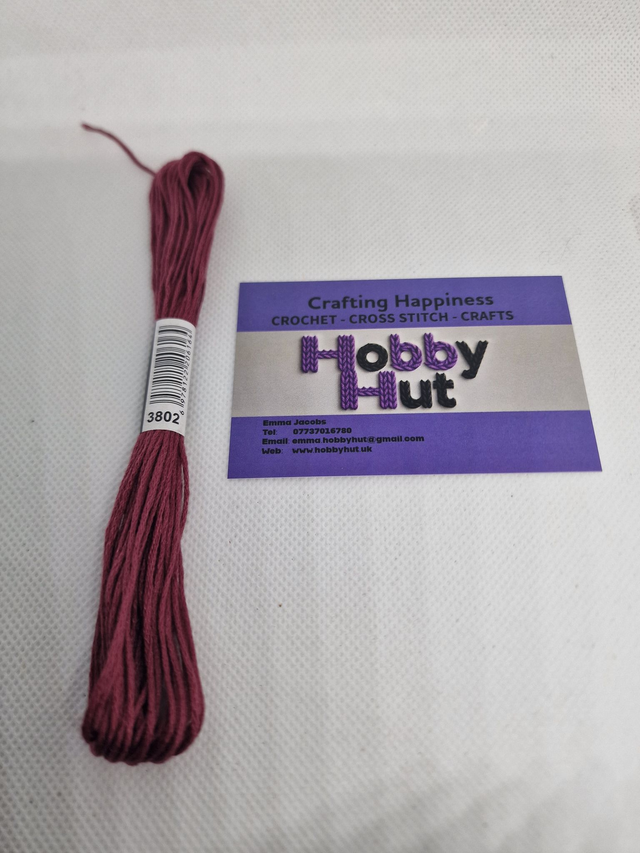 3802
Crafting Happiness
CROCHET - CROSS STITCH - CRAFTS
Hobby
Hut
Emma Jacobs
Tel: 07737016780
Email: emma.hobbyhut@gmail.com
Web: www.hobbyhut.uk